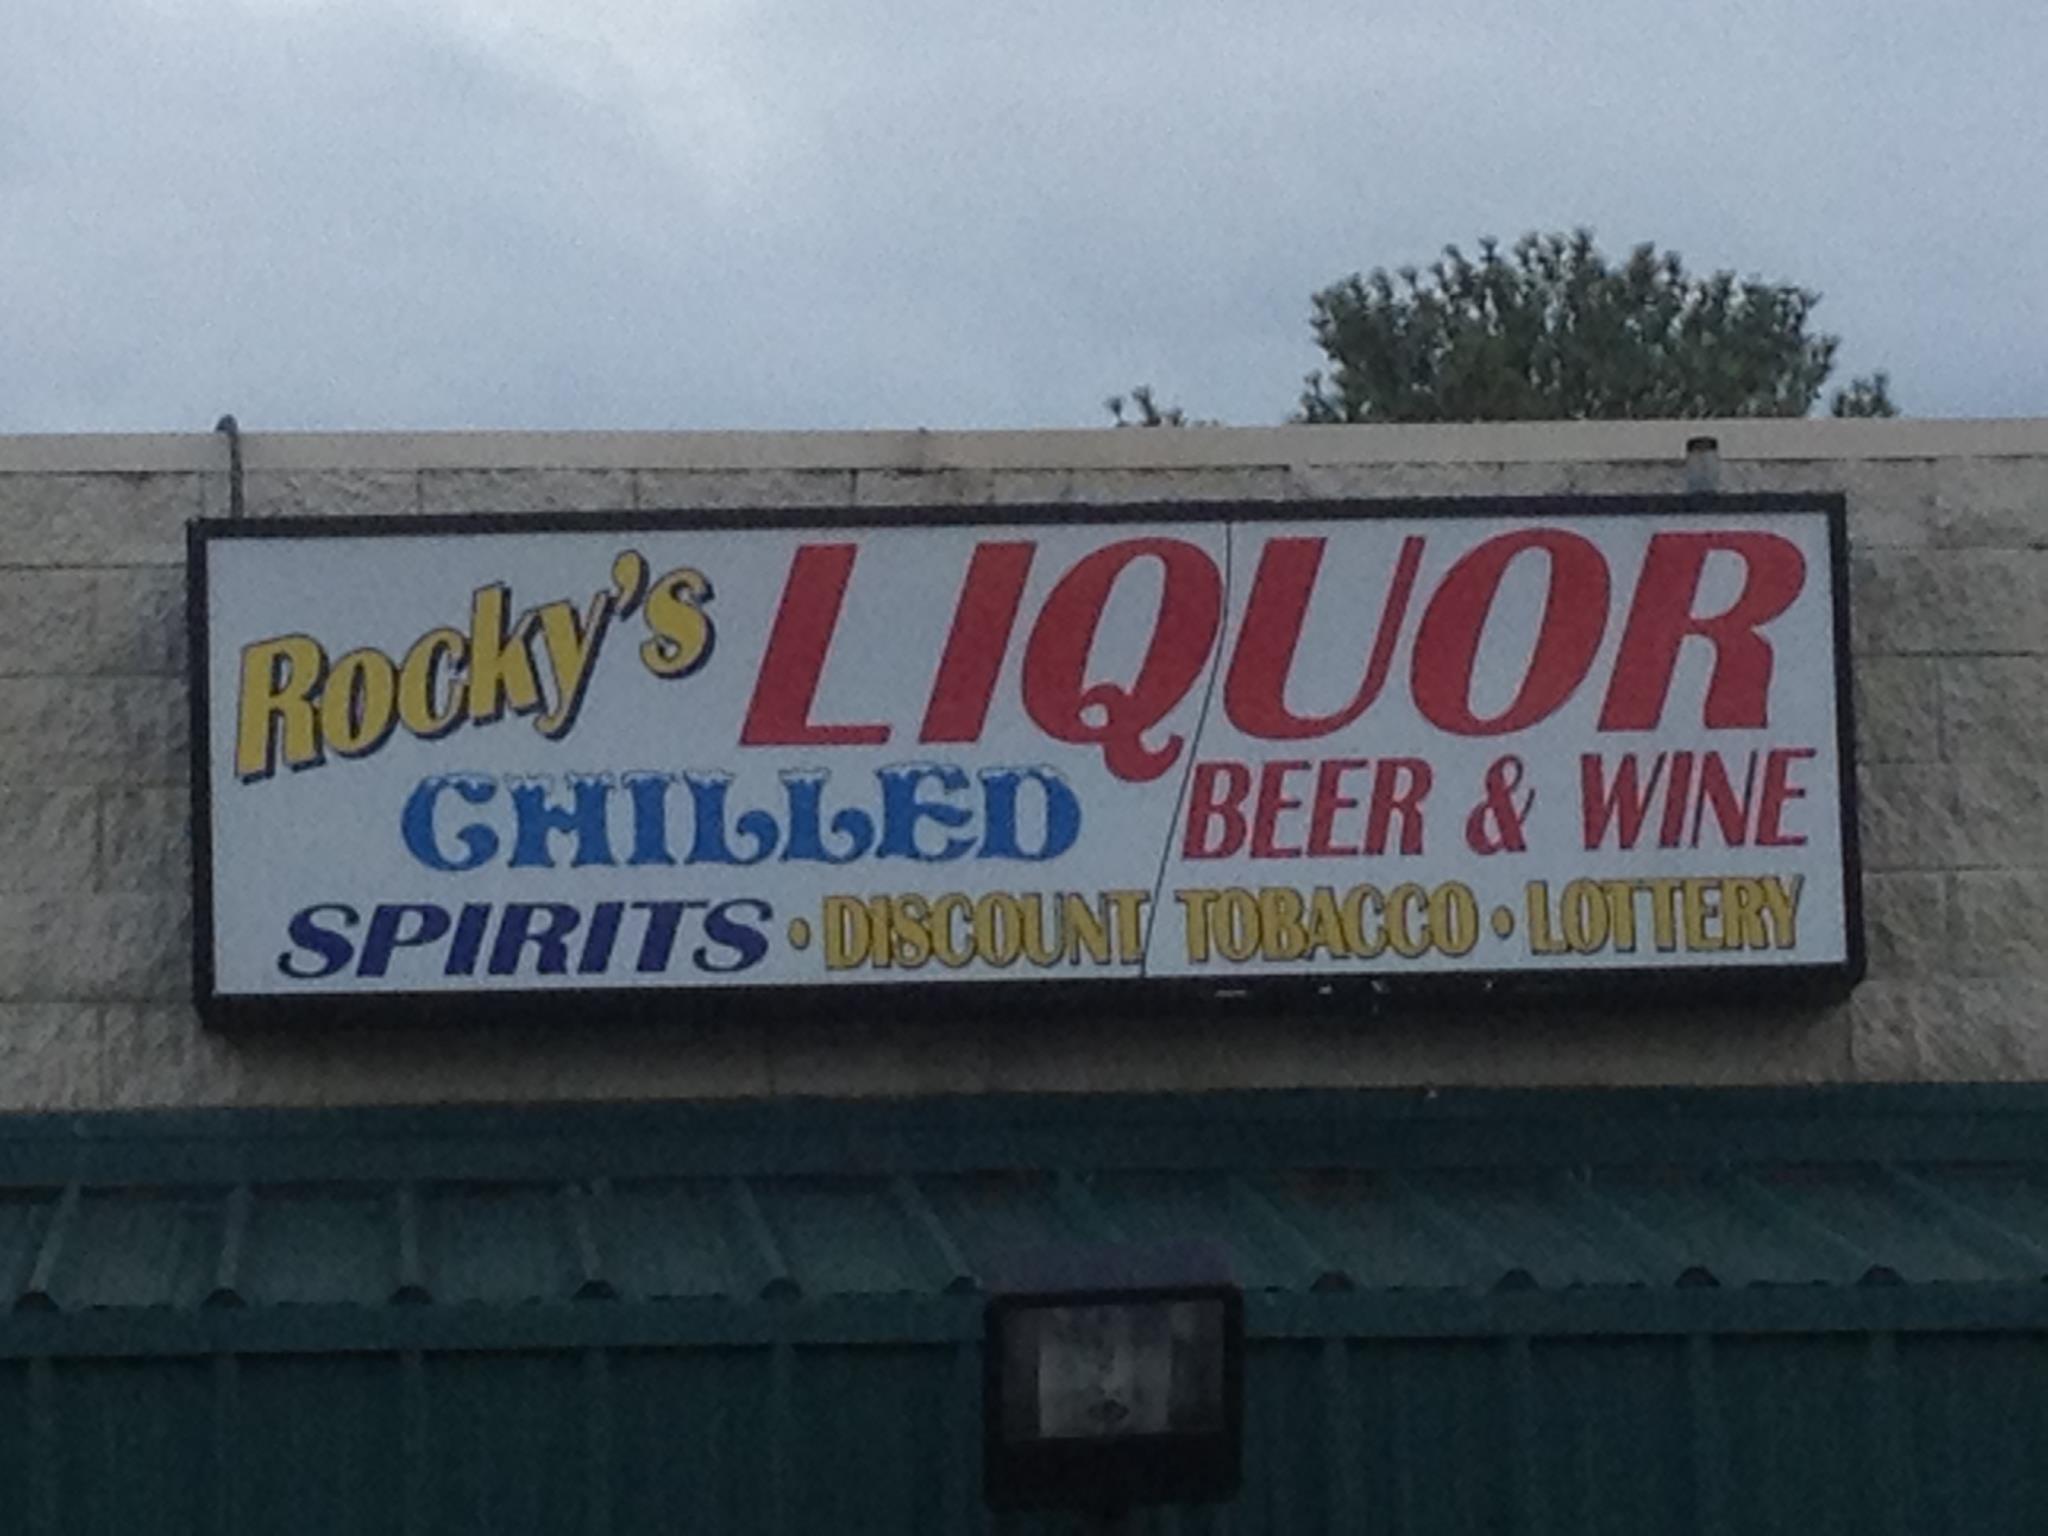 Rocky's LIQUOR
CHILLED BEER & WINE
SPIRITS • DISCOUNT TOBACCO • LOTTERY